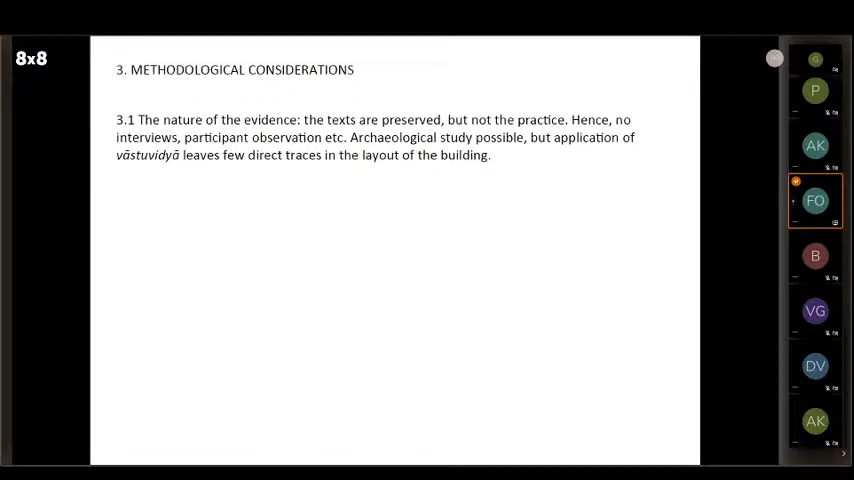 8x8
3. METHODOLOGICAL CONSIDERATIONS
3.1 The nature of the evidence: the texts are preserved, but not the practice. Hence, no
interviews, participant observation etc. Archaeological study possible, but application of
vāstuvidyā leaves few direct traces in the layout of the building.
G
P
AK
FO
B
VG
DV
AK